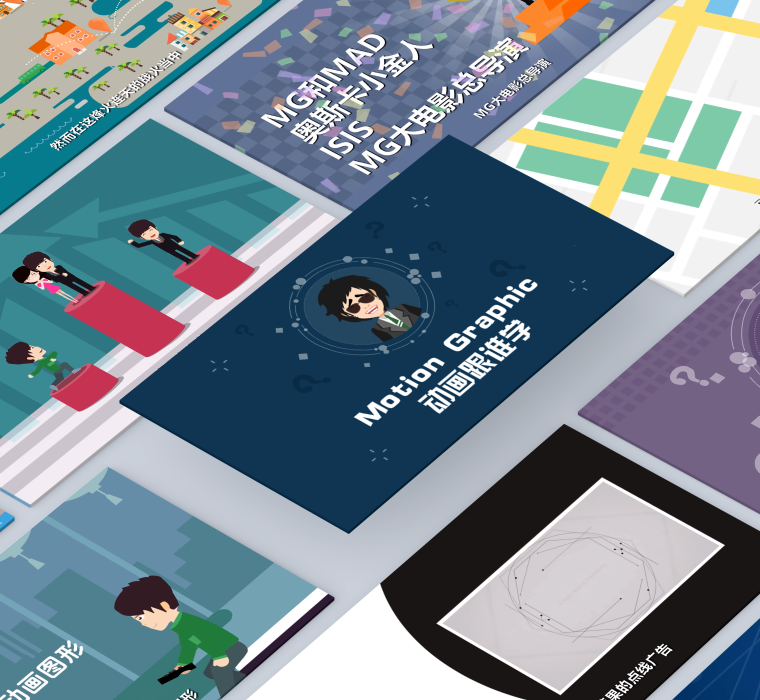 然而在这烽火连天的战火当中
MG和MAD
奥斯卡小金人
ISIS
MG大电影总导演
MG大电影总导演
Motion Graphic
动画跟谁学
动画图形
形
果的点线广告